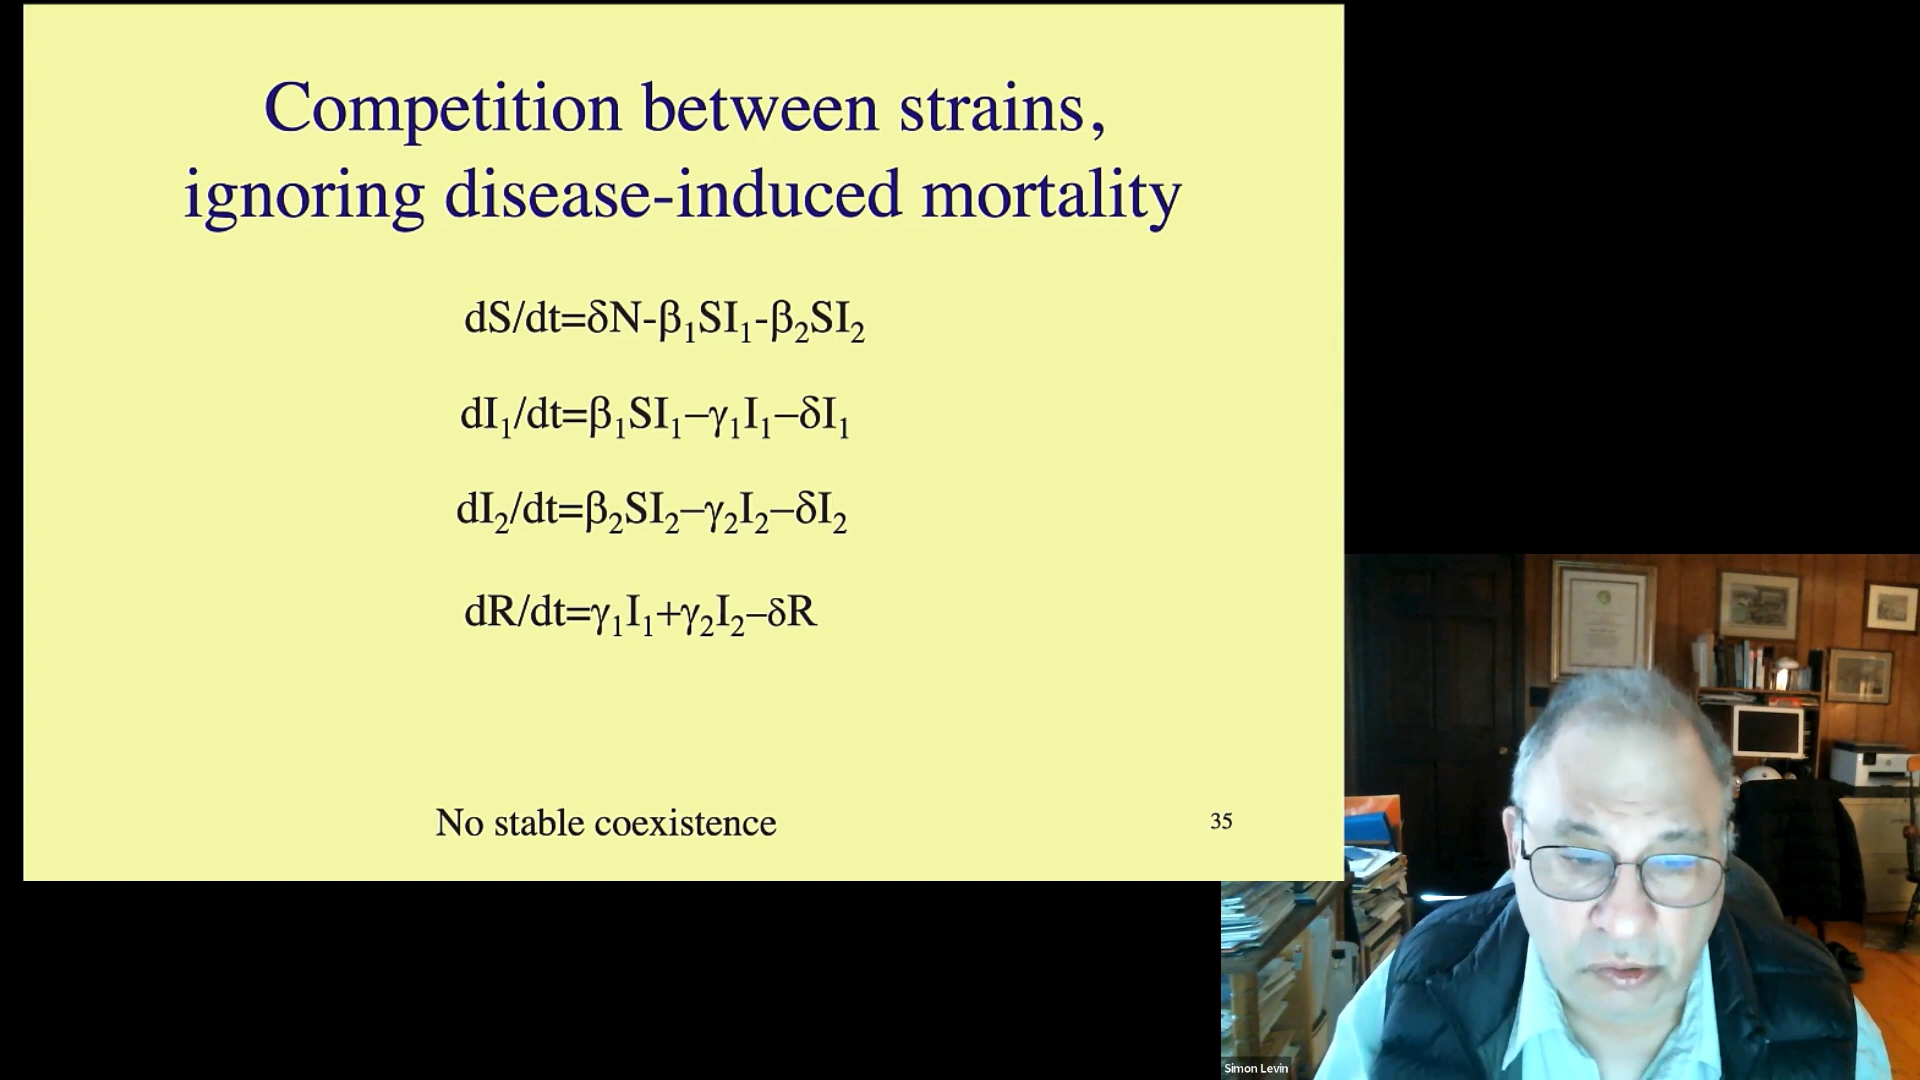 Competition between strains,
ignoring disease-induced mortality
dS/dt=δN-β₁SI₁-β₂SI₂
dI₁/dt=β₁SI₁–γ₁I₁–δI₁
dI₂/dt=β₂SI₂–γ₂I₂–δI₂
dR/dt=γ₁I₁+γ₂I₂–δR
No stable coexistence
35
Simon Levin